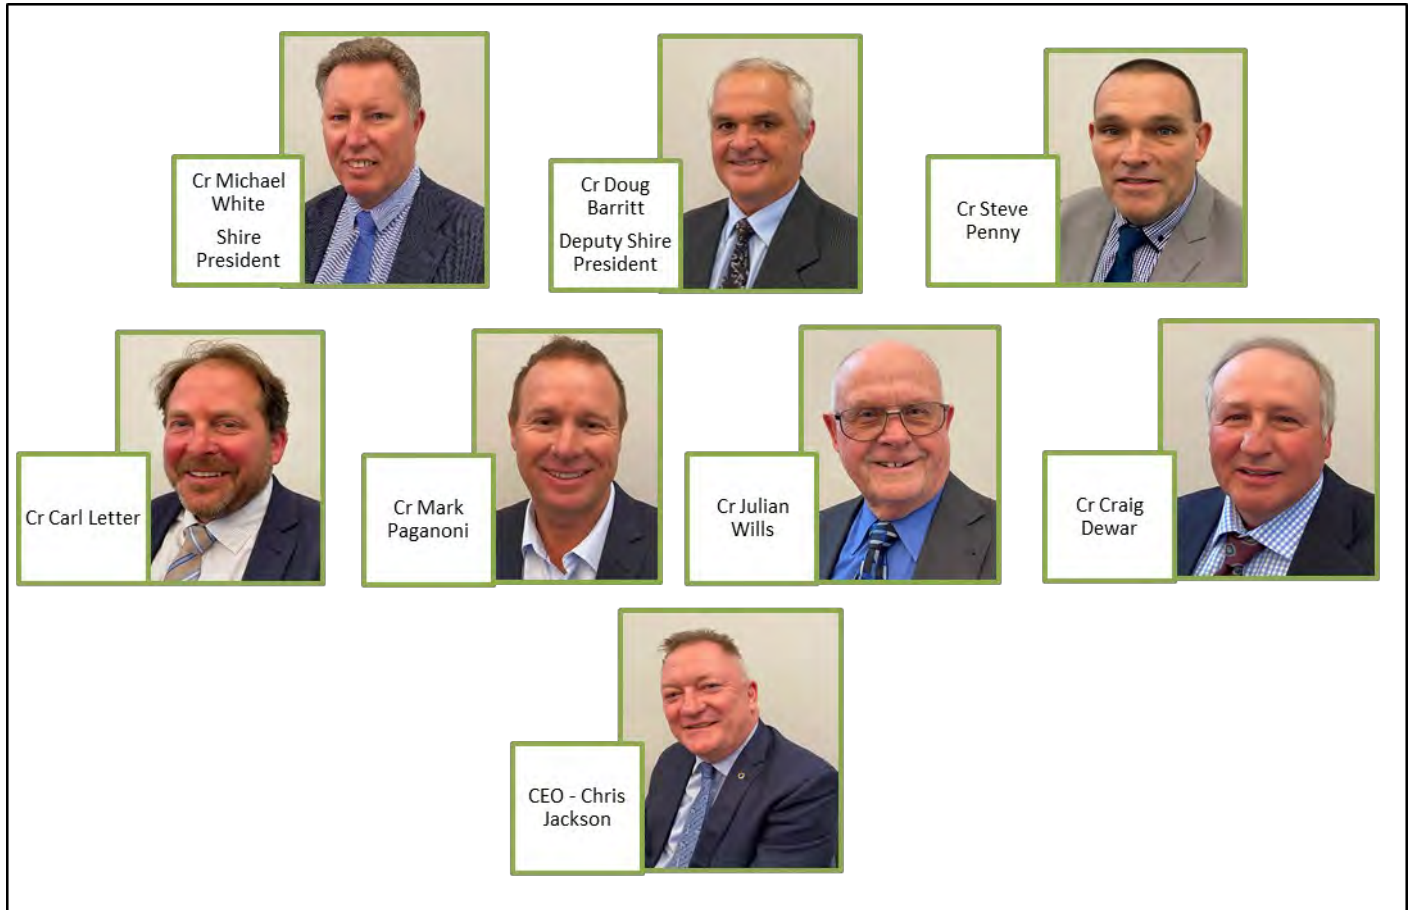 Cr Michael
White
Shire
President
Cr Doug
Barritt
Deputy Shire
President
Cr Steve
Penny
Cr Carl Letter
Cr Mark
Paganoni
Cr Julian
Wills
Cr Craig
Dewar
CEO - Chris
Jackson